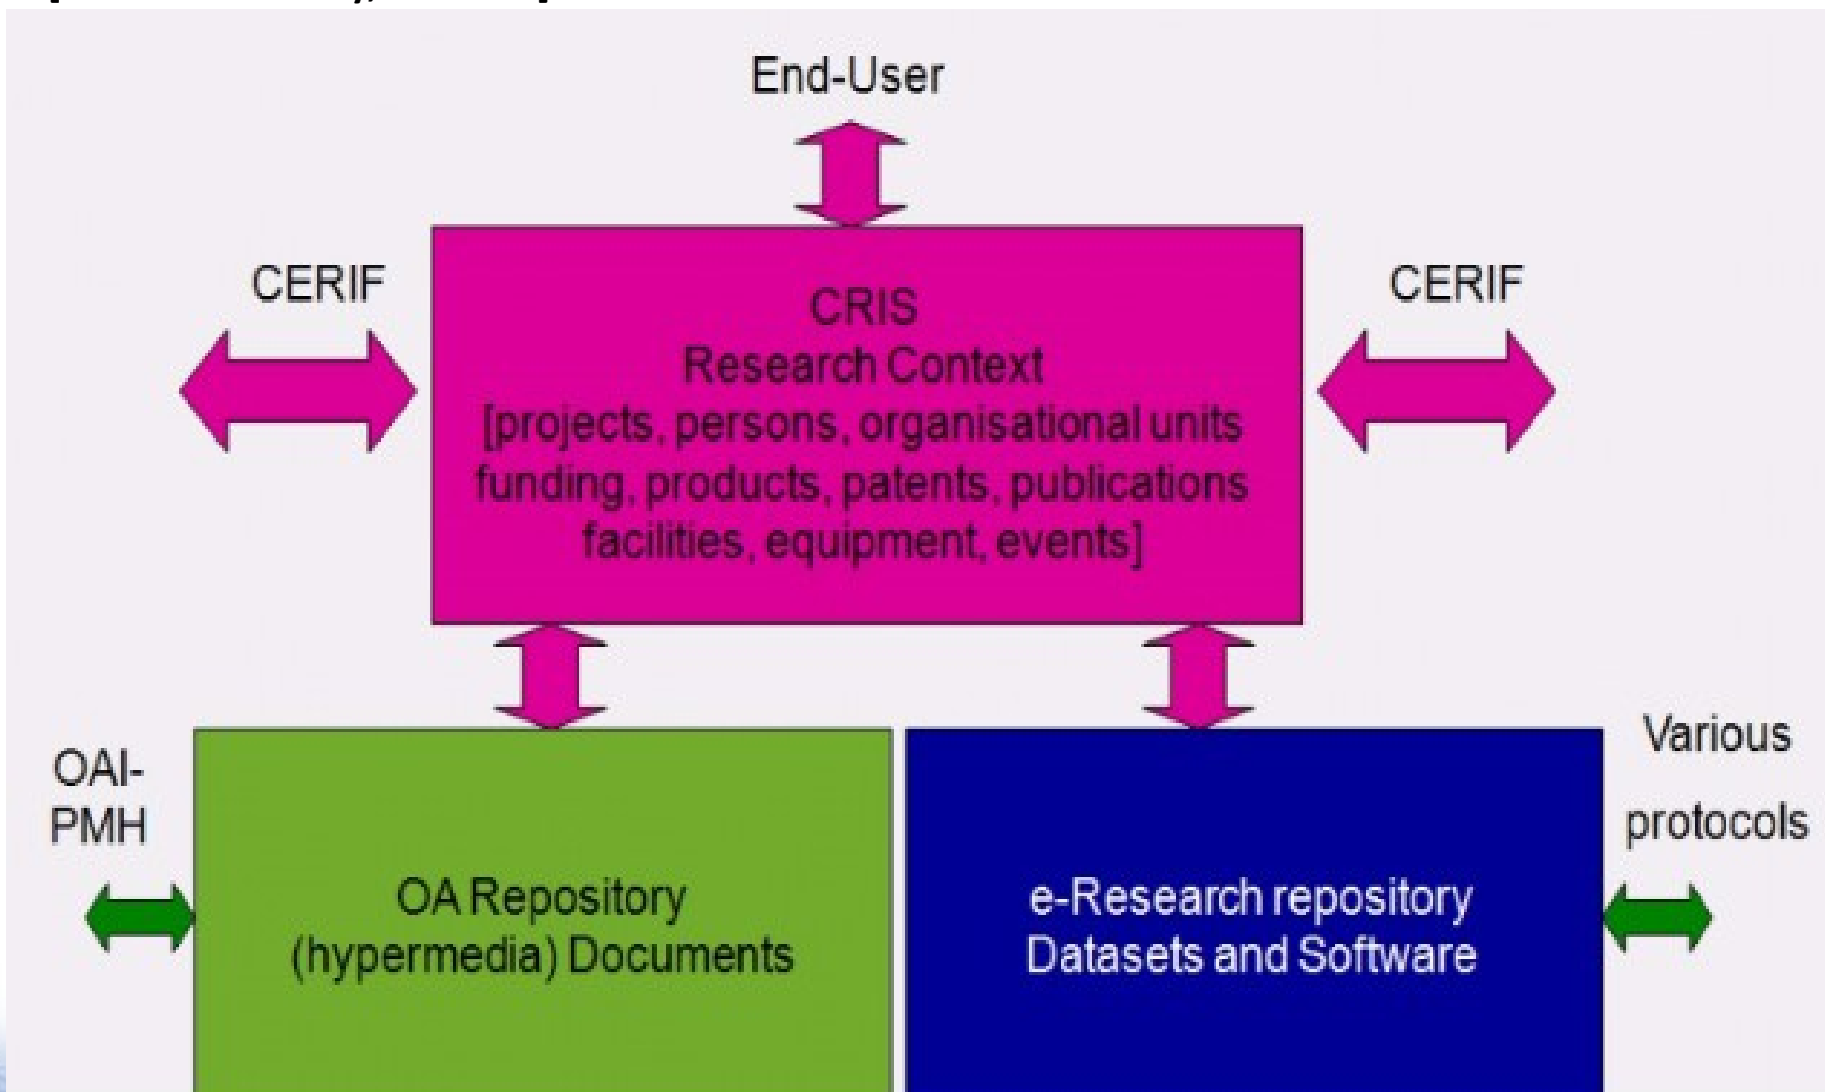 End-User
CERIF
CERIF
CRIS
Research Context
[projects, persons, organisational units
funding, products, patents, publications
facilities, equipment, events]
OAI-
PMH
Various
protocols
OA Repository
(hypermedia) Documents
e-Research repository
Datasets and Software